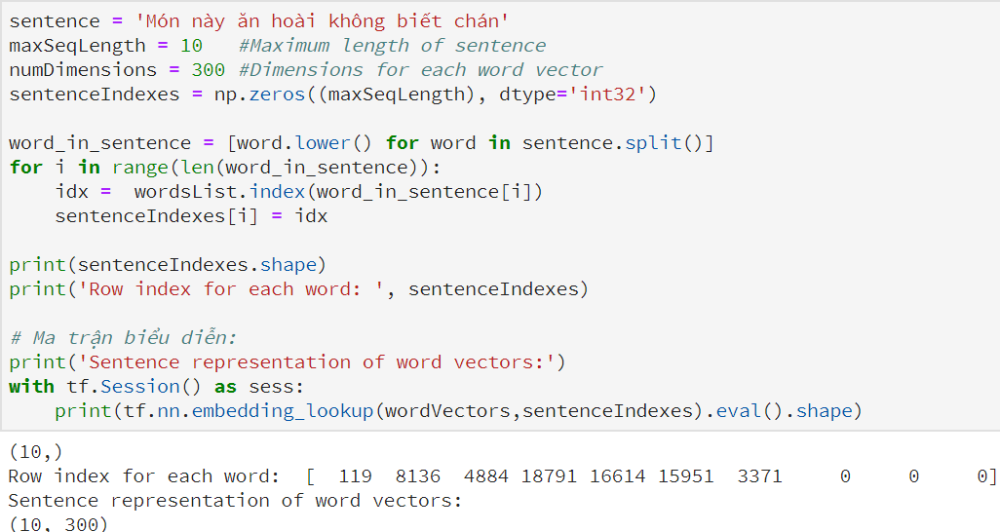 sentence = 'Món này ăn hoài không biết chán'
maxSeqLength = 10   #Maximum length of sentence
numDimensions = 300 #Dimensions for each word vector
sentenceIndexes = np.zeros((maxSeqLength), dtype='int32')

word_in_sentence = [word.lower() for word in sentence.split()]
for i in range(len(word_in_sentence)):
    idx =  wordsList.index(word_in_sentence[i])
    sentenceIndexes[i] = idx

print(sentenceIndexes.shape)
print('Row index for each word: ', sentenceIndexes)

# Ma trận biểu diễn:
print('Sentence representation of word vectors:')
with tf.Session() as sess:
    print(tf.nn.embedding_lookup(wordVectors,sentenceIndexes).eval().shape)

(10,)
Row index for each word:  [  119  8136  4884 18791 16614 15951  3371     0     0     0]
Sentence representation of word vectors:
(10, 300)